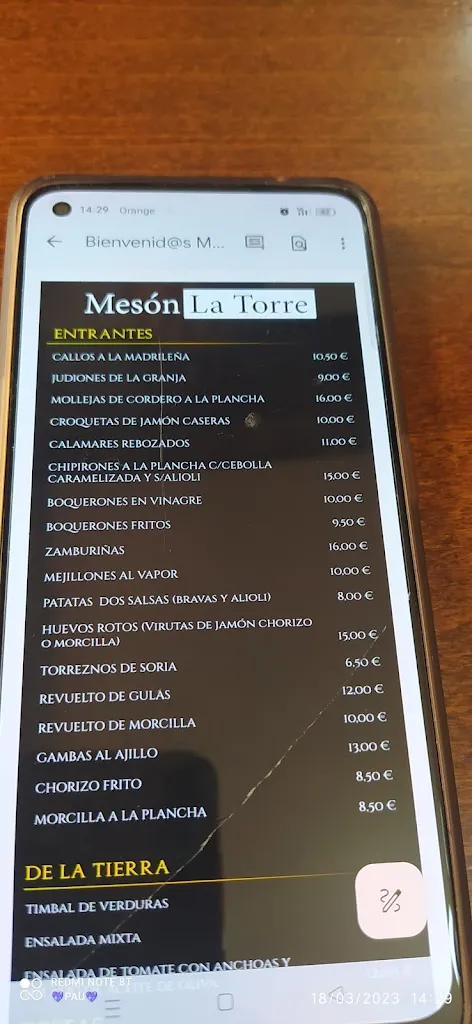 14:29 Orange
Bienvenid@s M...
Mesón La Torre
ENTRANTES
CALLOS A LA MADRILEÑA 10,50 €
JUDIONES DE LA GRANJA 9,00 €
MOLLEJAS DE CORDERO A LA PLANCHA 16,00 €
CROQUETAS DE JAMÓN CASERAS 10,00 €
CALAMARES REBOZADOS 11,00 €
CHIPIRONES A LA PLANCHA C/CEBOLLA
CARAMELIZADA Y S/ALIOLI 15,00 €
BOQUERONES EN VINAGRE 10,00 €
BOQUERONES FRITOS 9,50 €
ZAMBURIÑAS 16,00 €
MEJILLONES AL VAPOR 10,00 €
PATATAS DOS SALSAS (BRAVAS Y ALIOLI) 8,00 €
HUEVOS ROTOS (VIRUTAS DE JAMÓN CHORIZO
O MORCILLA) 15,00 €
TORREZNOS DE SORIA 6,50 €
REVUELTO DE GULAS 12,00 €
REVUELTO DE MORCILLA 10,00 €
GAMBAS AL AJILLO 13,00 €
CHORIZO FRITO 8,50 €
MORCILLA A LA PLANCHA 8,50 €
DE LA TIERRA
TIMBAL DE VERDURAS
ENSALADA MIXTA
ENSALADA DE TOMATE CON ANCHOAS Y
ACEITE DE OLIVA
REDMI NOTE 8T
💜PAU💜
18/03/2023 14:29